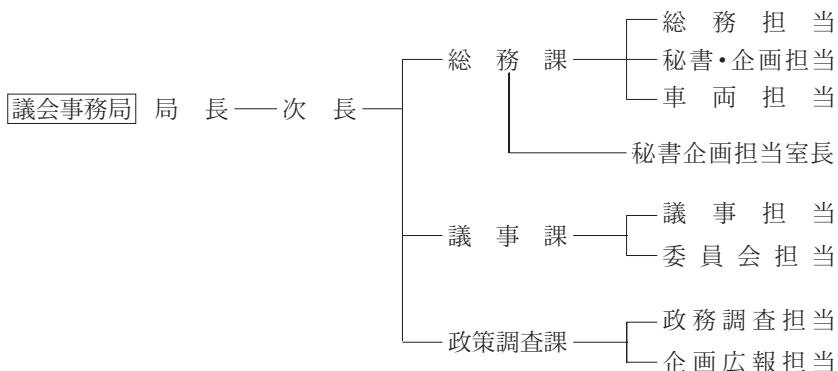 総務担当
総務課
秘書・企画担当
車両担当
議会事務局 局長 次長
秘書企画担当室長
議事担当
議事課
委員会担当
政務調査担当
政策調査課
企画広報担当